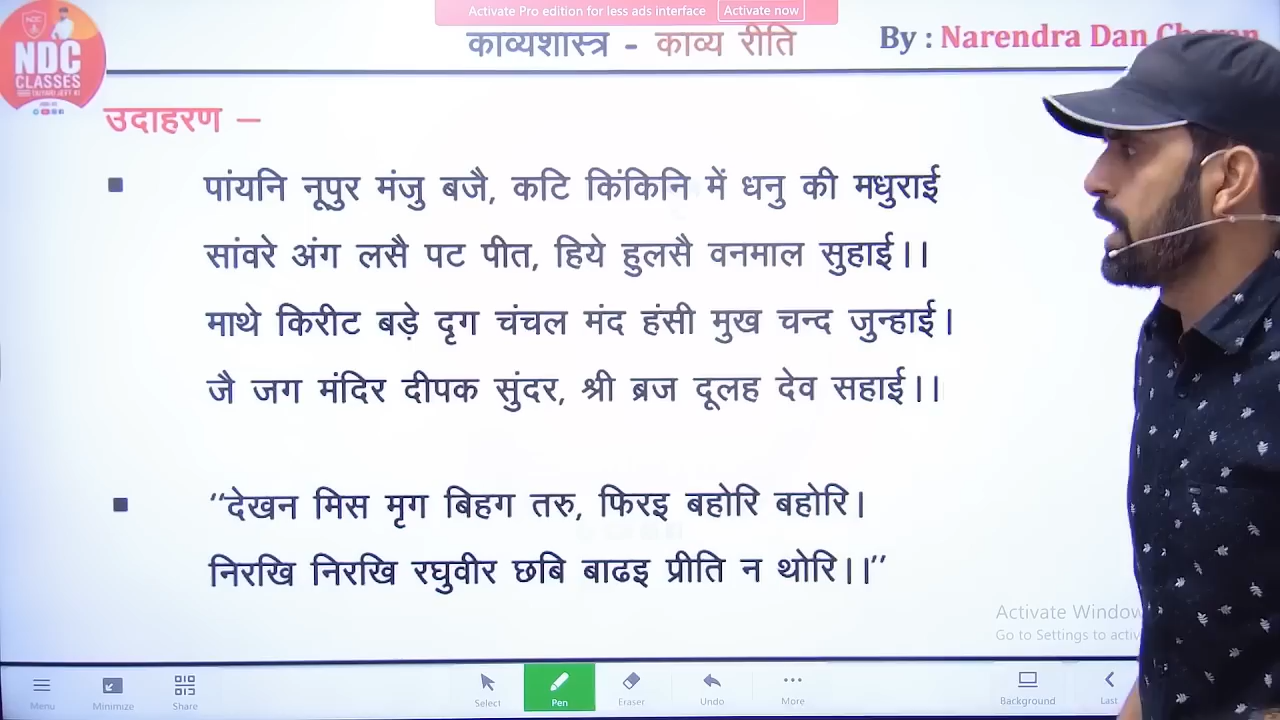 Activate Pro edition for less ads interface Activate now
काव्यशास्त्र - काव्य रीति
By : Narendra Dan
NDC
CLASSES
उदाहरण –
पांयनि नूपुर मंजु बजै, कटि किंकिनि में धनु की मधुराई
सांवरे अंग लसै पट पीत, हिये हुलसै वनमाल सुहाई।।
माथे किरीट बड़े दृग चंचल मंद हंसी मुख चन्द जुन्हाई।
जै जग मंदिर दीपक सुंदर, श्री ब्रज दूलह देव सहाई।।
‘‘देखन मिस मृग बिहग तरु, फिरइ बहोरि बहोरि।
निरखि निरखि रघुवीर छबि बाढइ प्रीति न थोरि।।’’
Activate
Go to Settings to
Menu Minimize Share Select Pen Eraser Undo More Background Last